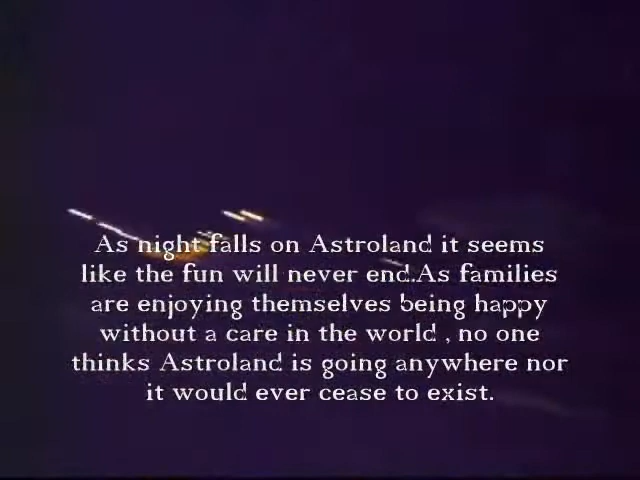 As night falls on Astroland it seems
like the fun will never end.As families
are enjoying themselves being happy
without a care in the world , no one
thinks Astroland is going anywhere nor
it would ever cease to exist.